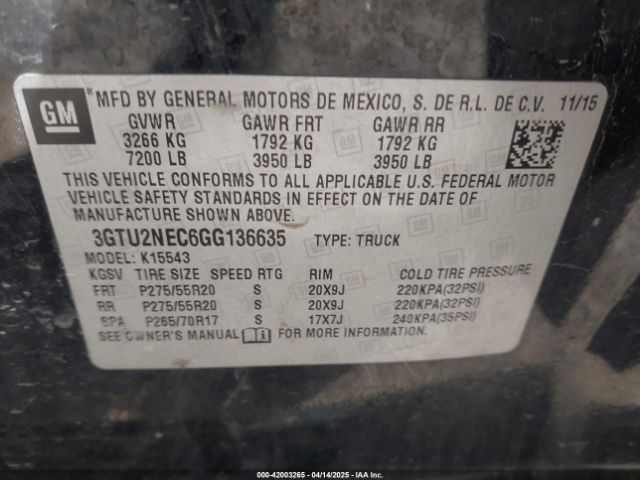 GM
*MFD BY GENERAL MOTORS DE MEXICO, S. DE R.L. DE C.V. 11/15
GVWR GAWR FRT GAWR RR
3266 KG 1792 KG 1792 KG
7200 LB 3950 LB 3950 LB
THIS VEHICLE CONFORMS TO ALL APPLICABLE U.S. FEDERAL MOTOR
VEHICLE SAFETY STANDARDS IN EFFECT ON THE DATE OF
MANUFACTURE SHOWN ABOVE.
3GTU2NEC6GG136635 TYPE: TRUCK
MODEL: K15543
KGSV TIRE SIZE SPEED RTG RIM COLD TIRE PRESSURE
FRT P275/55R20 S 20X9J 220KPA(32PSI)
RR P275/55R20 S 20X9J 220KPA(32PSI)
SPA P265/70R17 S 17X7J 240KPA(35PSI)
SEE OWNER'S MANUAL i FOR MORE INFORMATION.
000-42003265 - 04/14/2025 - IAAI.COM